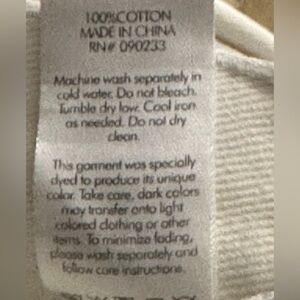 100%COTTON
MADE IN CHINA
RN# 090233
Machine wash separately in
cold water. Do not bleach.
Tumble dry low. Cool iron
as needed. Do not dry
clean.
This garment was specially
dyed to produce its unique
color. Take care, dark colors
may transfer onto light
colored clothing or other
items. To minimize fading,
please wash separately and
follow care instructions.